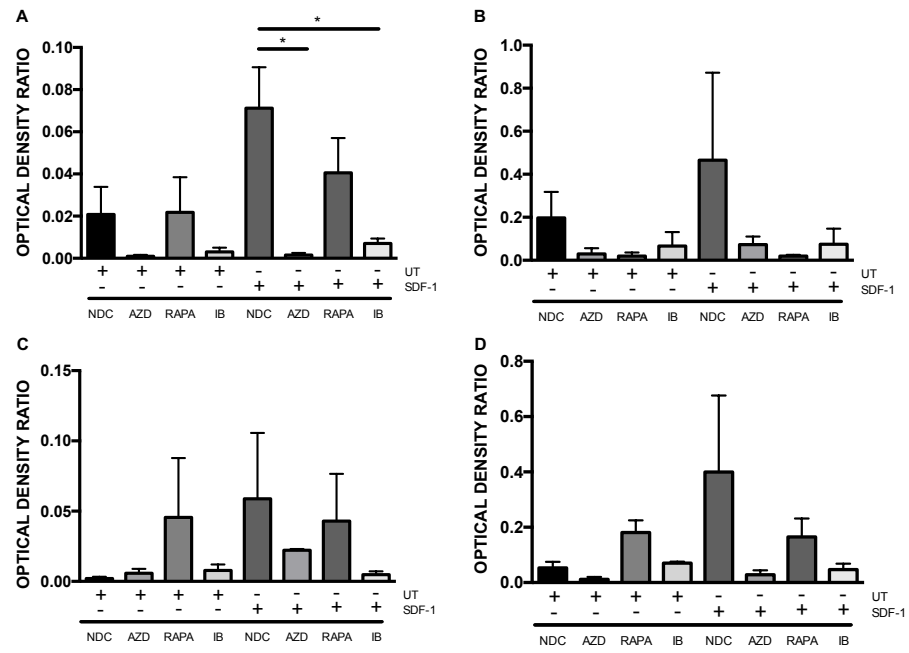 A
*
*
OPTICAL DENSITY RATIO
0.10
0.08
0.06
0.04
0.02
0.00
+ + + + - - - - UT
- - - - + + + + SDF-1
NDC AZD RAPA IB NDC AZD RAPA IB
B
OPTICAL DENSITY RATIO
1.0
0.8
0.6
0.4
0.2
0.0
+ + + + - - - - UT
- - - - + + + + SDF-1
NDC AZD RAPA IB NDC AZD RAPA IB
C
OPTICAL DENSITY RATIO
0.15
0.10
0.05
0.00
+ + + + - - - - UT
- - - - + + + + SDF-1
NDC AZD RAPA IB NDC AZD RAPA IB
D
OPTICAL DENSITY RATIO
0.8
0.6
0.4
0.2
0.0
+ + + + - - - - UT
- - - - + + + + SDF-1
NDC AZD RAPA IB NDC AZD RAPA IB